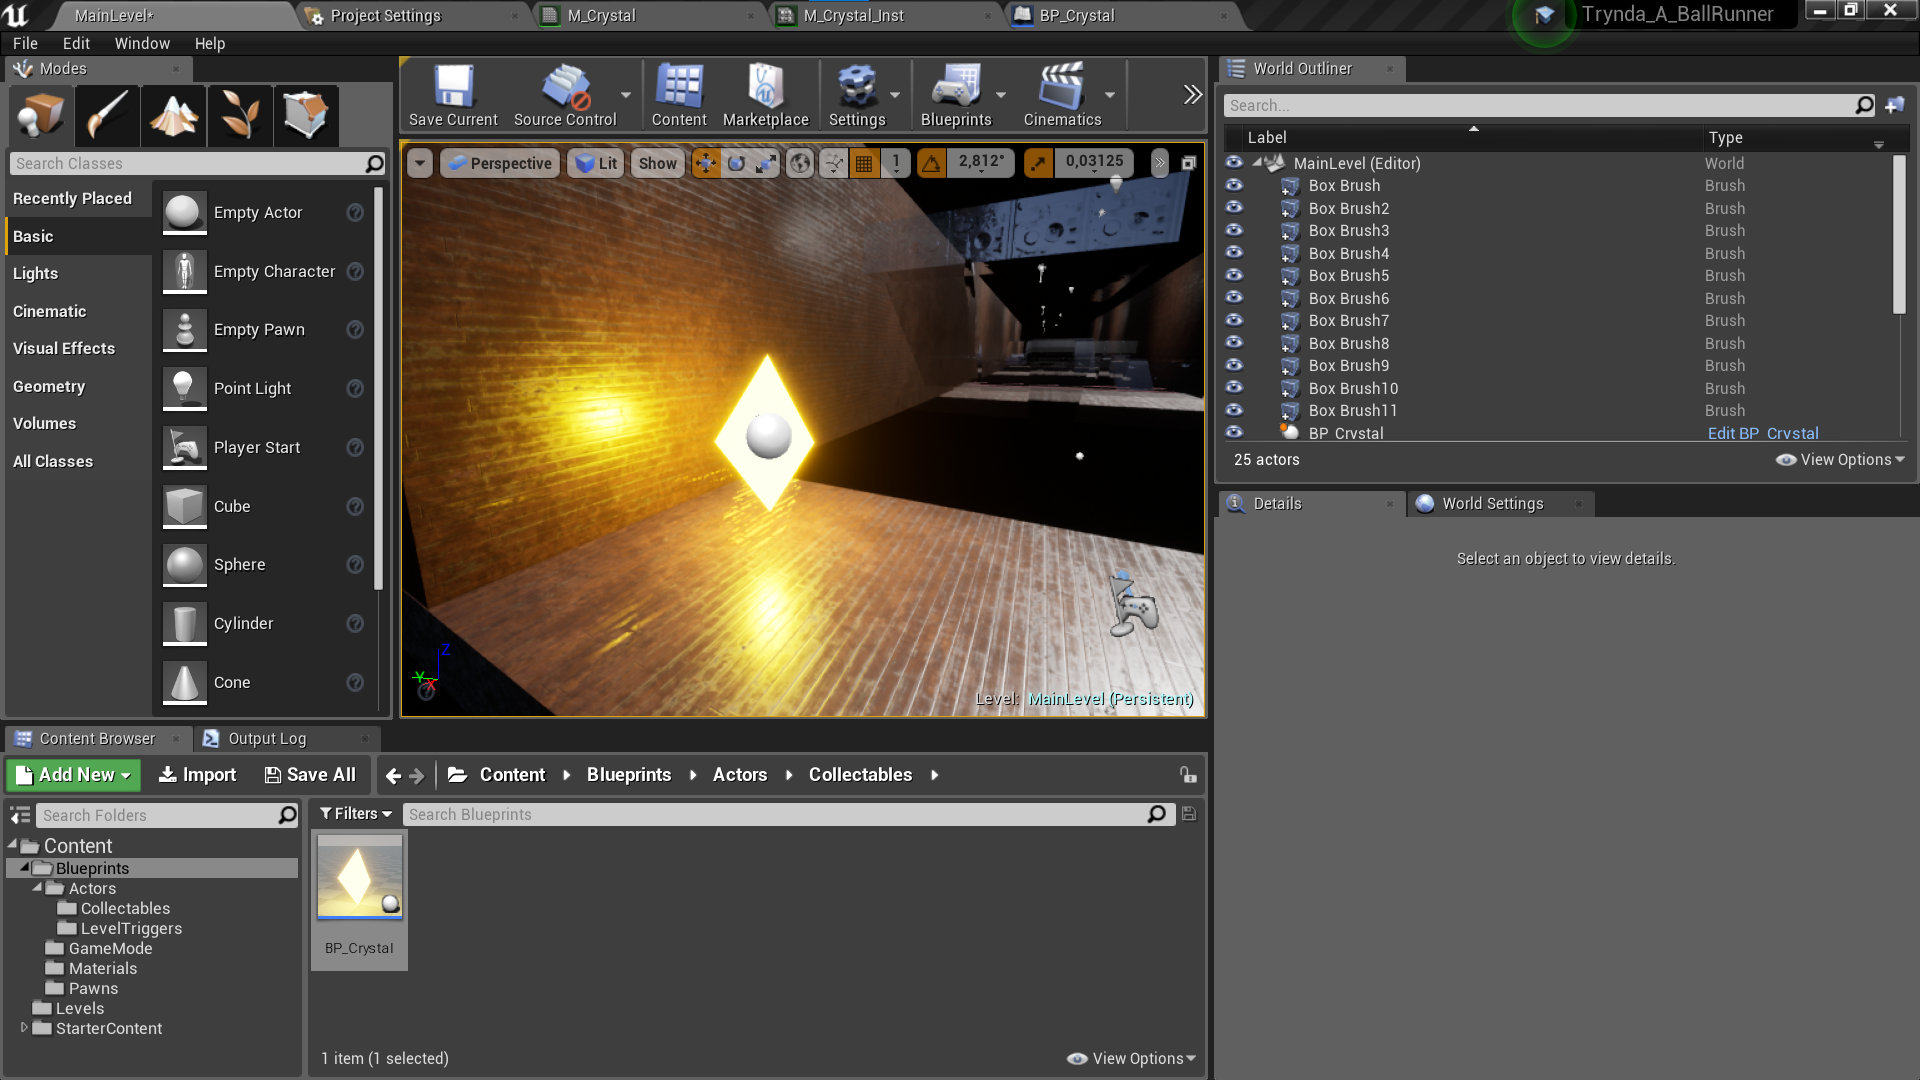 MainLevel*
Project Settings
M_Crystal
M_Crystal_Inst
BP_Crystal
Trynda_A_BallRunner
File Edit Window Help
Modes
Search Classes
Recently Placed
Basic
Lights
Cinematic
Visual Effects
Geometry
Volumes
All Classes
Empty Actor
Empty Character
Empty Pawn
Point Light
Player Start
Cube
Sphere
Cylinder
Cone
Save Current
Source Control
Content
Marketplace
Settings
Blueprints
Cinematics
Perspective
Lit
Show
1
2,812°
0,03125
Z
Y
X
Level: MainLevel (Persistent)
World Outliner
Search...
Label Type
MainLevel (Editor) World
Box Brush Brush
Box Brush2 Brush
Box Brush3 Brush
Box Brush4 Brush
Box Brush5 Brush
Box Brush6 Brush
Box Brush7 Brush
Box Brush8 Brush
Box Brush9 Brush
Box Brush10 Brush
Box Brush11 Brush
BP_Crystal Edit BP_Crystal
25 actors
View Options
Details
World Settings
Select an object to view details.
Content Browser
Output Log
Add New
Import
Save All
Content
Blueprints
Actors
Collectables
Search Folders
Filters
Search Blueprints
Content
Blueprints
Actors
Collectables
LevelTriggers
GameMode
Materials
Pawns
Levels
StarterContent
BP_Crystal
1 item (1 selected)
View Options